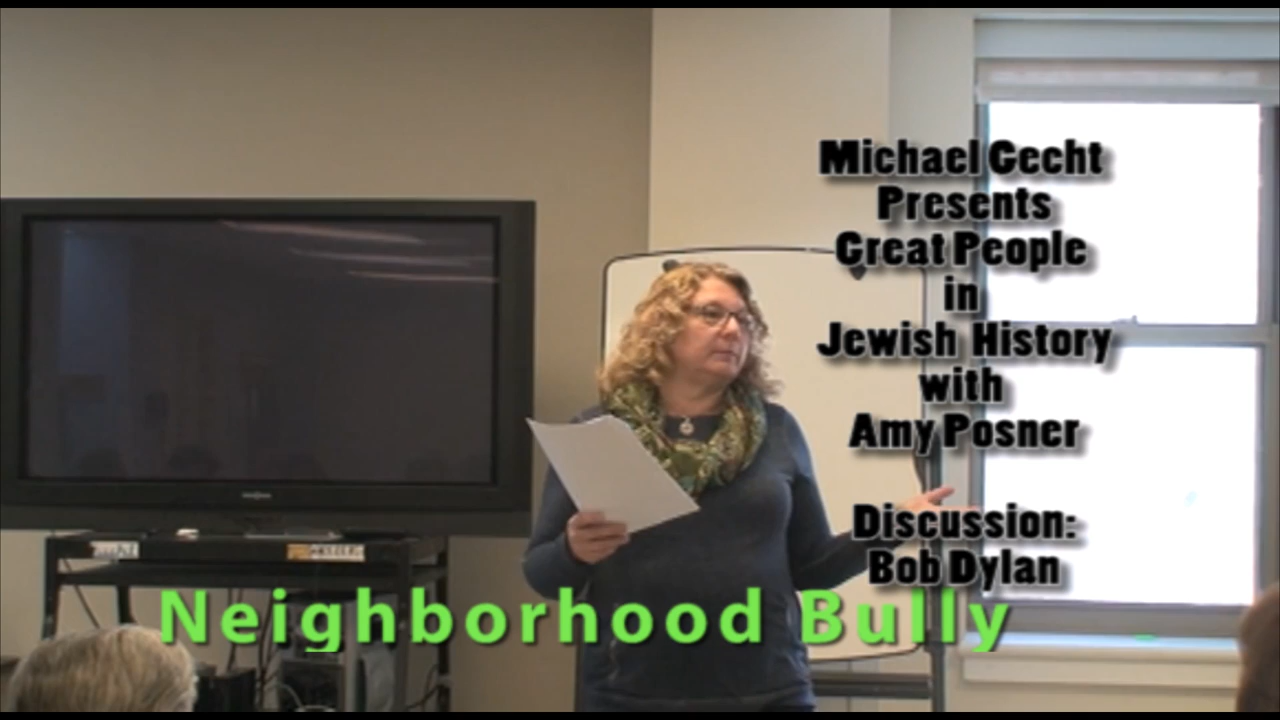 Michael Gecht
Presents
Great People
in
Jewish History
with
Amy Posner
Discussion:
Bob Dylan
Neighborhood Bully